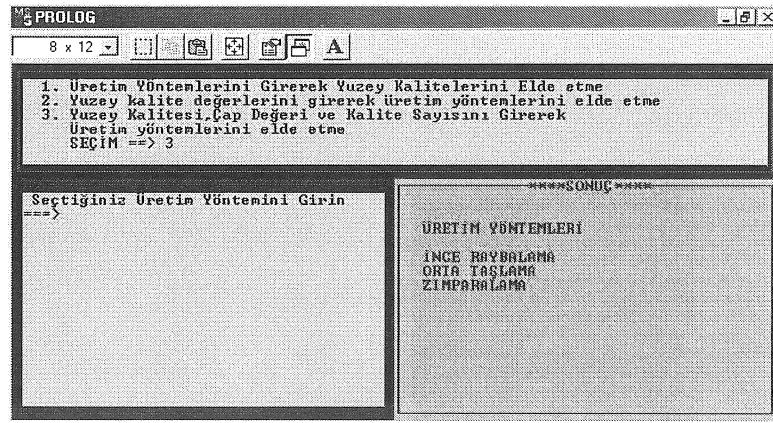 PROLOG
8 x 12
A
1. Üretim YÖntemlerini Girerek Yuzey Kalitelerini Elde etme
2. Yuzey kalite değerlerini girerek üretim yöntemlerini elde etme
3. Yuzey Kalitesi,Çap Değeri ve Kalite Sayısını Girerek
Üretim yöntemlerini elde etme
SEÇİM ==> 3
Seçtiğiniz Üretim Yöntemini Girin
===>
****SONUÇ****
ÜRETİM YÖNTEMLERİ
İNCE RAYBALAMA
ORTA TAŞLAMA
ZIMPARALAMA